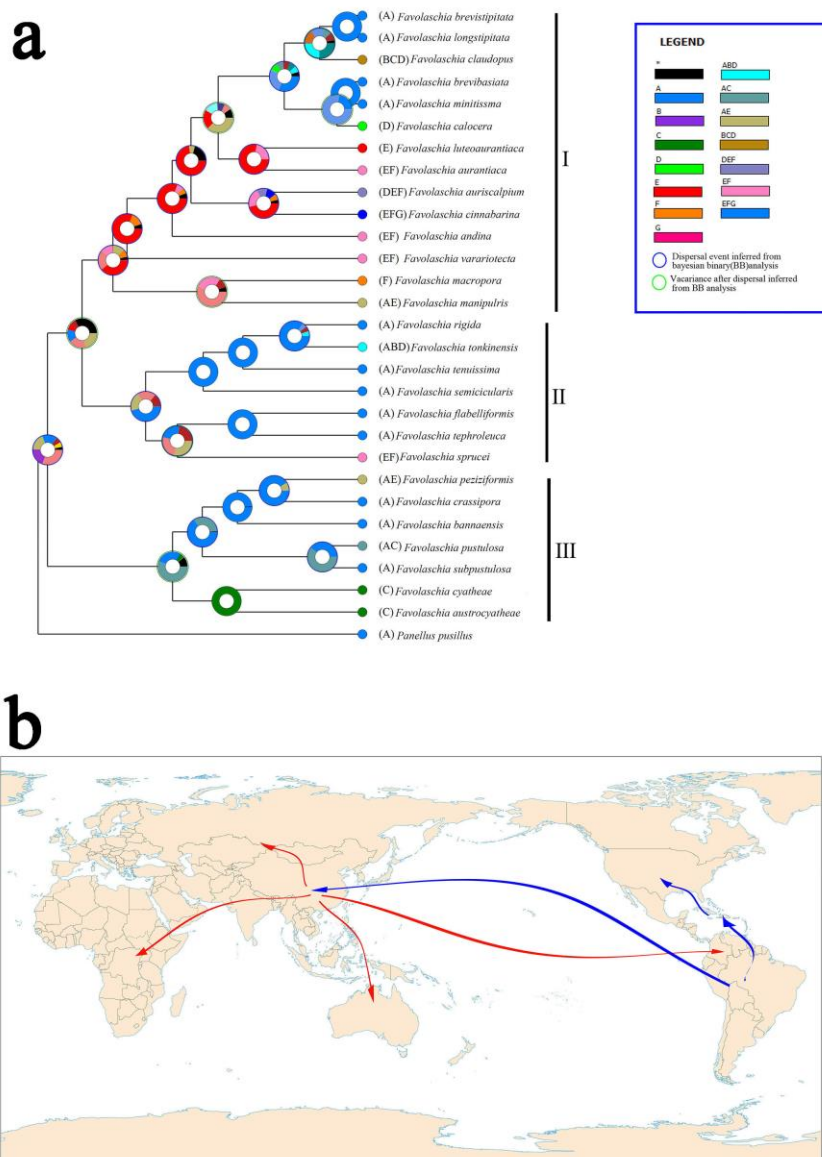 a
(A) Favolaschia brevistipitata
(A) Favolaschia longstipitata
(BCD) Favolaschia claudopus
(A) Favolaschia brevibasiata
(A) Favolaschia minitissma
(D) Favolaschia calocera
(E) Favolaschia luteoaurantiaca
(EF) Favolaschia aurantiaca
(DEF) Favolaschia auriscalpium
(EFG) Favolaschia cinnabarina
(EF) Favolaschia andina
(EF) Favolaschia varariotecta
(F) Favolaschia macropora
(AE) Favolaschia manipulris
I
(A) Favolaschia rigida
(ABD) Favolaschia tonkinensis
(A) Favolaschia tenuissima
(A) Favolaschia semicicularis
(A) Favolaschia flabelliformis
(A) Favolaschia tephroleuca
(EF) Favolaschia sprucei
II
(AE) Favolaschia peziziformis
(A) Favolaschia crassipora
(A) Favolaschia bannaensis
(AC) Favolaschia pustulosa
(A) Favolaschia subpustulosa
(C) Favolaschia cyatheae
(C) Favolaschia austrocyatheae
III
(A) Panellus pusillus
LEGEND
* ABD
A AC
B AE
C BCD
D DEF
E EF
F EFG
G
Dispersal event inferred from
bayesian binary(BB)analysis
Vacariance after dispersal inferred
from BB analysis
b